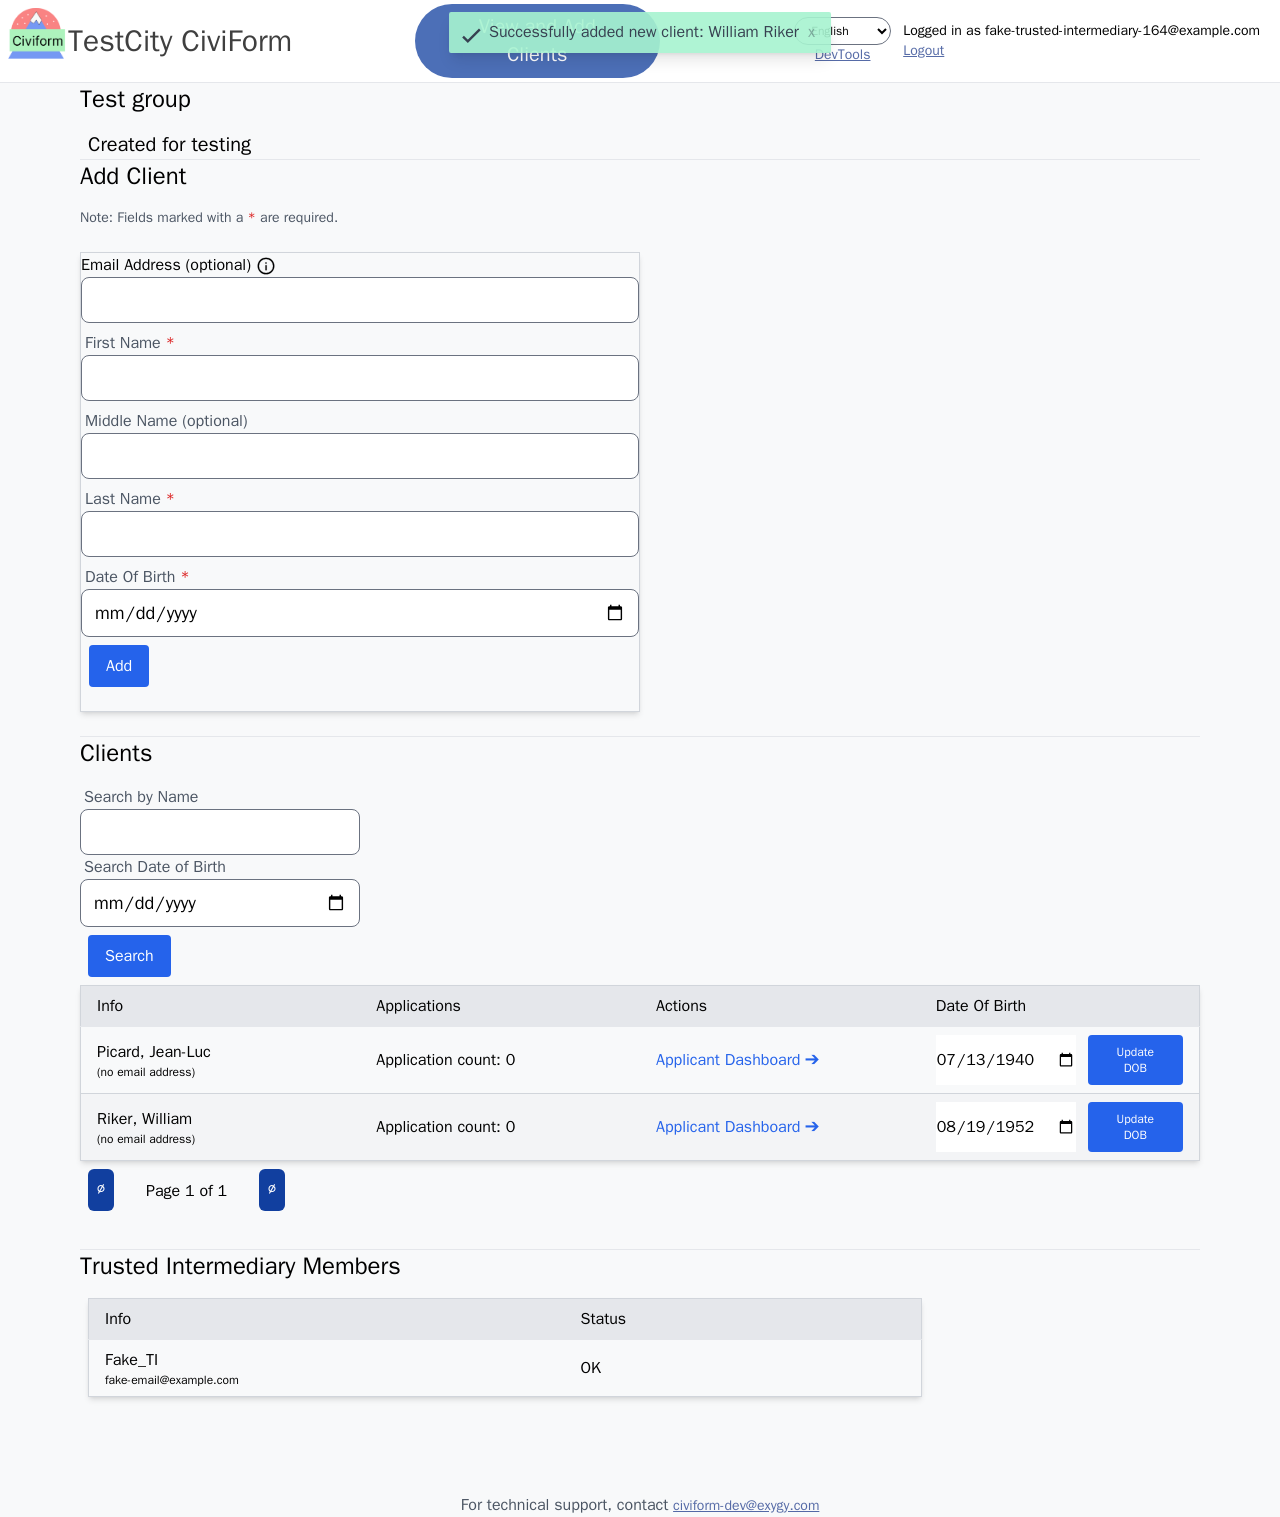 Civiform
TestCity CiviForm
View and Add
Clients
Successfully added new client: William Riker x
English
DevTools
Logged in as fake-trusted-intermediary-164@example.com
Logout
Test group
Created for testing
Add Client
Note: Fields marked with a * are required.
Email Address (optional)
First Name *
Middle Name (optional)
Last Name *
Date Of Birth *
mm/dd/yyyy
Add
Clients
Search by Name
Search Date of Birth
mm/dd/yyyy
Search
Info Applications Actions Date Of Birth
Picard, Jean-Luc
(no email address)
Application count: 0
Applicant Dashboard ➔
07/13/1940
Update
DOB
Riker, William
(no email address)
Application count: 0
Applicant Dashboard ➔
08/19/1952
Update
DOB
∅ Page 1 of 1 ∅
Trusted Intermediary Members
Info Status
Fake_TI
fake-email@example.com
OK
For technical support, contact civiform-dev@exygy.com